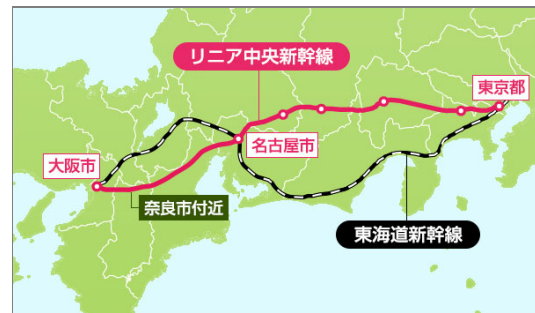 リニア中央新幹線
東京都
大阪市
名古屋市
奈良市付近
東海道新幹線